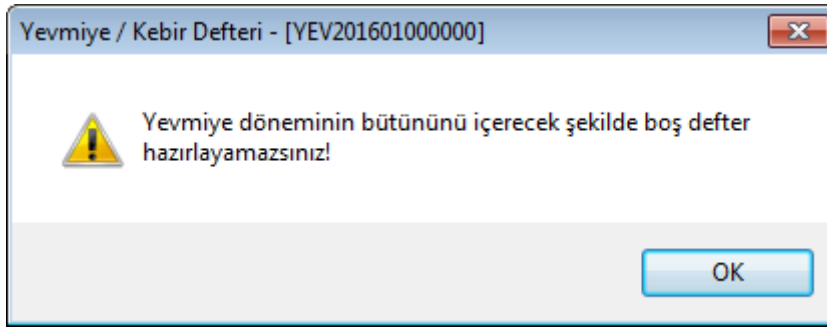 Yevmiye / Kebir Defteri - [YEV201601000000]
Yevmiye döneminin bütününü içerecek şekilde boş defter
hazırlayamazsınız!
OK